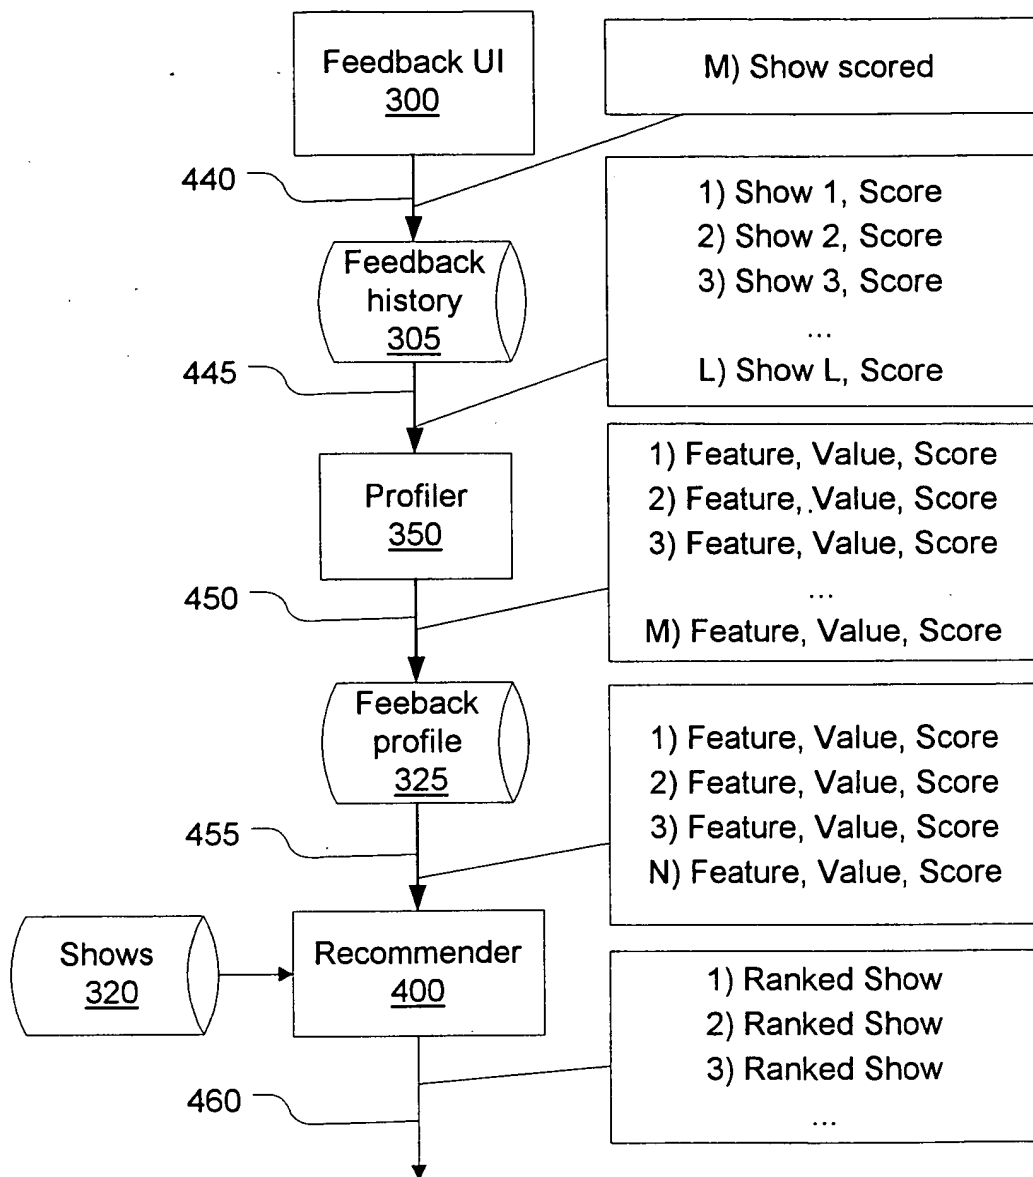 Feedback UI
300
M) Show scored
440
1) Show 1, Score
2) Show 2, Score
3) Show 3, Score
...
L) Show L, Score
Feedback
history
305
445
Profiler
350
1) Feature, Value, Score
2) Feature, Value, Score
3) Feature, Value, Score
...
M) Feature, Value, Score
450
Feeback
profile
325
1) Feature, Value, Score
2) Feature, Value, Score
3) Feature, Value, Score
N) Feature, Value, Score
455
Shows
320
Recommender
400
1) Ranked Show
2) Ranked Show
3) Ranked Show
...
460